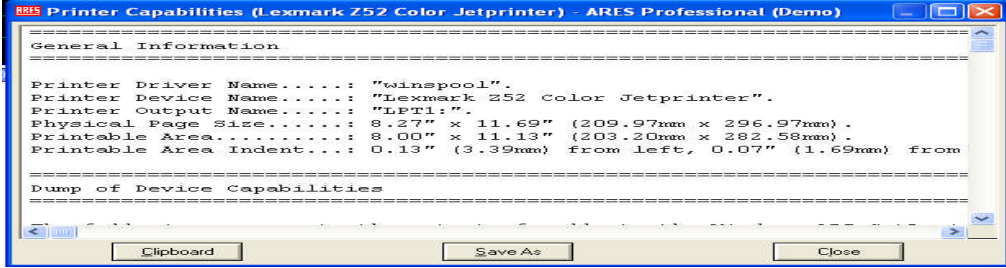 ARES Printer Capabilities (Lexmark Z52 Color Jetprinter) - ARES Professional (Demo)
================================================================
General Information
================================================================
Printer Driver Name.....: "winspool".
Printer Device Name.....: "Lexmark Z52 Color Jetprinter".
Printer Output Name.....: "LPT1:".
Physical Page Size......: 8.27" x 11.69" (209.97mm x 296.97mm).
Printable Area..........: 8.00" x 11.13" (203.20mm x 282.58mm).
Printable Area Indent...: 0.13" (3.39mm) from left, 0.07" (1.69mm) from
================================================================
Dump of Device Capabilities
================================================================
Clipboard Save As Close